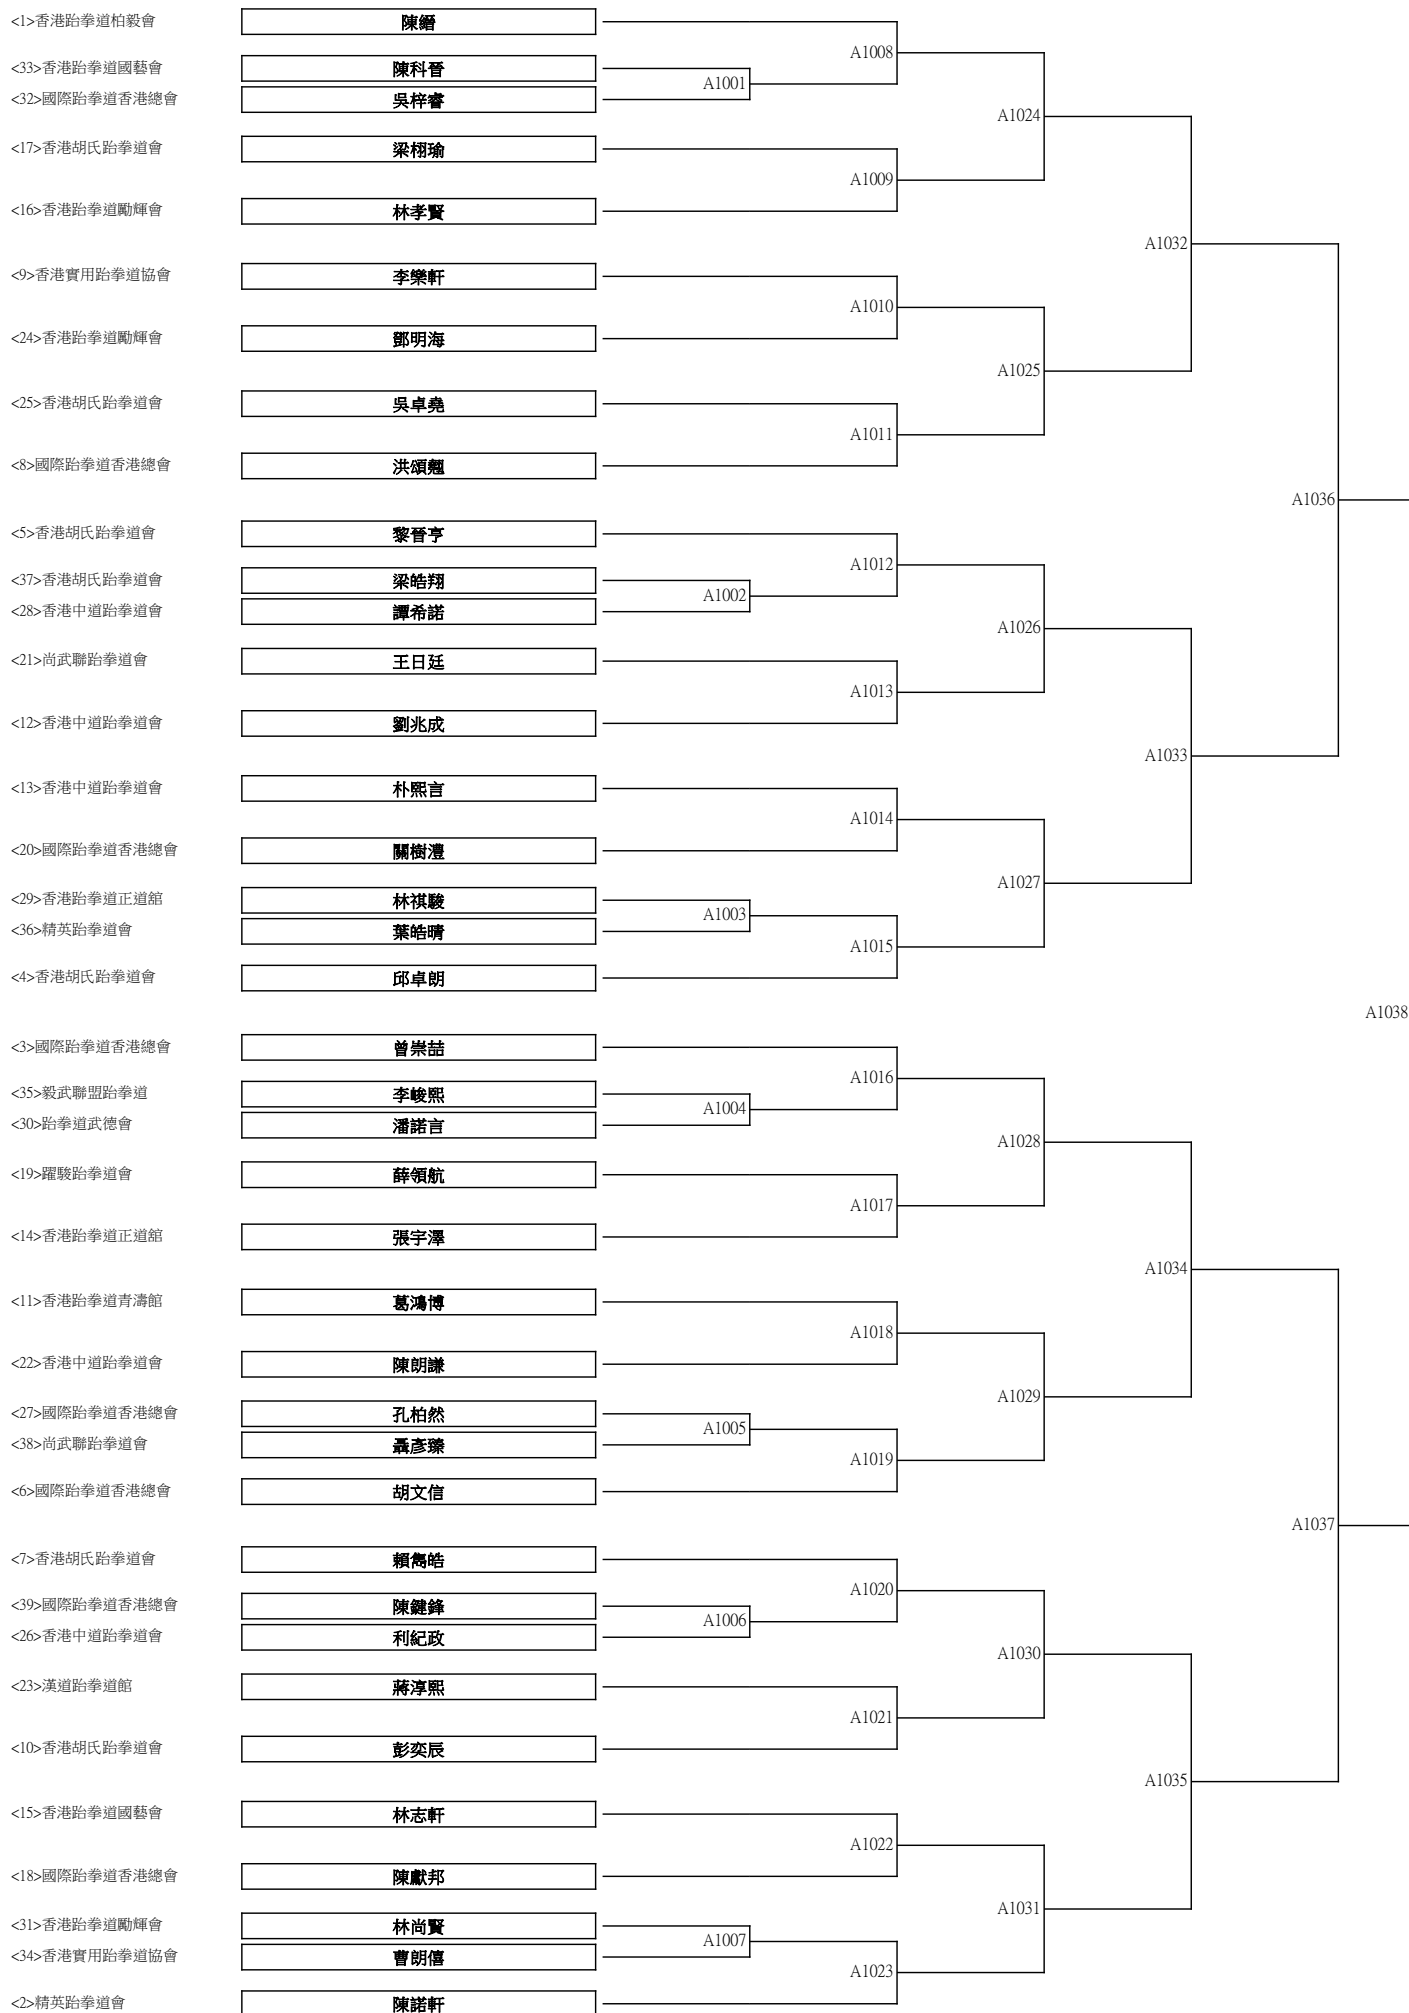 <1>香港跆拳道柏毅會 陳縉
A1008
<33>香港跆拳道國藝會 陳科晉
A1001
<32>國際跆拳道香港總會 吳梓睿
A1024
<17>香港胡氏跆拳道會 梁栩瑜
A1009
<16>香港跆拳道勵輝會 林孝賢
A1032
<9>香港實用跆拳道協會 李樂軒
A1010
<24>香港跆拳道勵輝會 鄧明海
A1025
<25>香港胡氏跆拳道會 吳卓堯
A1011
<8>國際跆拳道香港總會 洪頌翹
A1036
<5>香港胡氏跆拳道會 黎晉亨
A1012
<37>香港胡氏跆拳道會 梁皓翔
A1002
<28>香港中道跆拳道會 譚希諾
A1026
<21>尚武聯跆拳道會 王日廷
A1013
<12>香港中道跆拳道會 劉兆成
A1033
<13>香港中道跆拳道會 朴熙言
A1014
<20>國際跆拳道香港總會 關樹澧
A1027
<29>香港跆拳道正道舘 林祺駿
A1003
<36>精英跆拳道會 葉皓晴
A1015
<4>香港胡氏跆拳道會 邱卓朗
A1038
<3>國際跆拳道香港總會 曾崇喆
A1016
<35>毅武聯盟跆拳道 李峻熙
A1004
<30>跆拳道武德會 潘諾言
A1028
<19>躍駿跆拳道會 薛領航
A1017
<14>香港跆拳道正道舘 張宇澤
A1034
<11>香港跆拳道青濤館 葛鴻博
A1018
<22>香港中道跆拳道會 陳朗謙
A1029
<27>國際跆拳道香港總會 孔柏然
A1005
<38>尚武聯跆拳道會 聶彥臻
A1019
<6>國際跆拳道香港總會 胡文信
A1037
<7>香港胡氏跆拳道會 賴雋皓
A1020
<39>國際跆拳道香港總會 陳鍵鋒
A1006
<26>香港中道跆拳道會 利紀政
A1030
<23>漢道跆拳道館 蔣淳熙
A1021
<10>香港胡氏跆拳道會 彭奕辰
A1035
<15>香港跆拳道國藝會 林志軒
A1022
<18>國際跆拳道香港總會 陳獻邦
A1031
<31>香港跆拳道勵輝會 林尚賢
A1007
<34>香港實用跆拳道協會 曹朗僖
A1023
<2>精英跆拳道會 陳諾軒